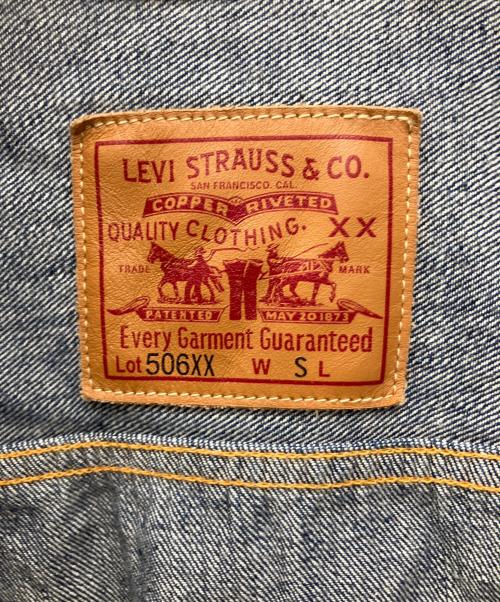 LEVI STRAUSS & CO.
SAN FRANCISCO. CAL.
COPPER RIVETED
QUALITY CLOTHING. XX
TRADE MARK
PATENTED MAY 20 1873
Every Garment Guaranteed
Lot 506XX W S L